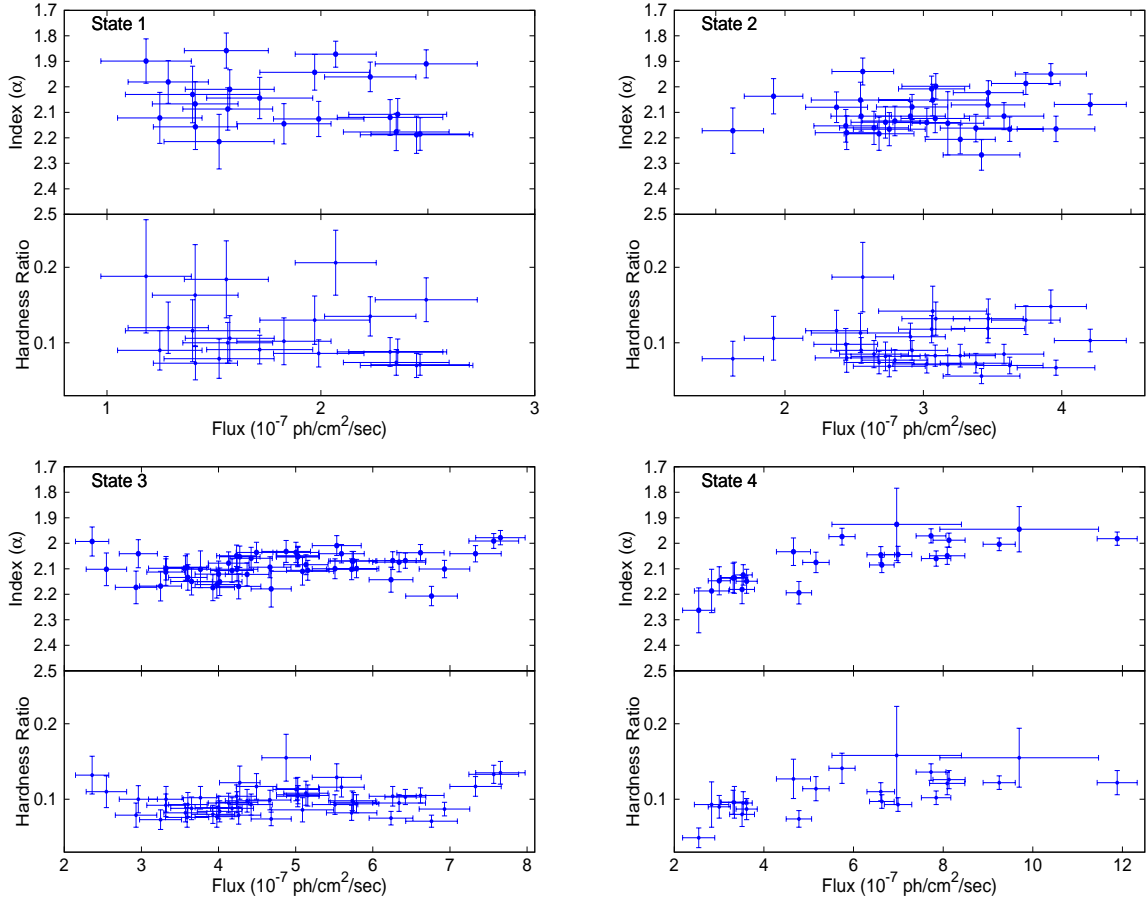 State 1
1.7
1.8
1.9
2
2.1
2.2
2.3
2.4
2.5
Index (α)
0.2
0.1
Hardness Ratio
1 2 3
Flux (10⁻⁷ ph/cm²/sec)
State 2
1.7
1.8
1.9
2
2.1
2.2
2.3
2.4
2.5
Index (α)
0.2
0.1
Hardness Ratio
2 3 4
Flux (10⁻⁷ ph/cm²/sec)
State 3
1.7
1.8
1.9
2
2.1
2.2
2.3
2.4
2.5
Index (α)
0.2
0.1
Hardness Ratio
2 3 4 5 6 7 8
Flux (10⁻⁷ ph/cm²/sec)
State 4
1.7
1.8
1.9
2
2.1
2.2
2.3
2.4
2.5
Index (α)
0.2
0.1
Hardness Ratio
2 4 6 8 10 12
Flux (10⁻⁷ ph/cm²/sec)